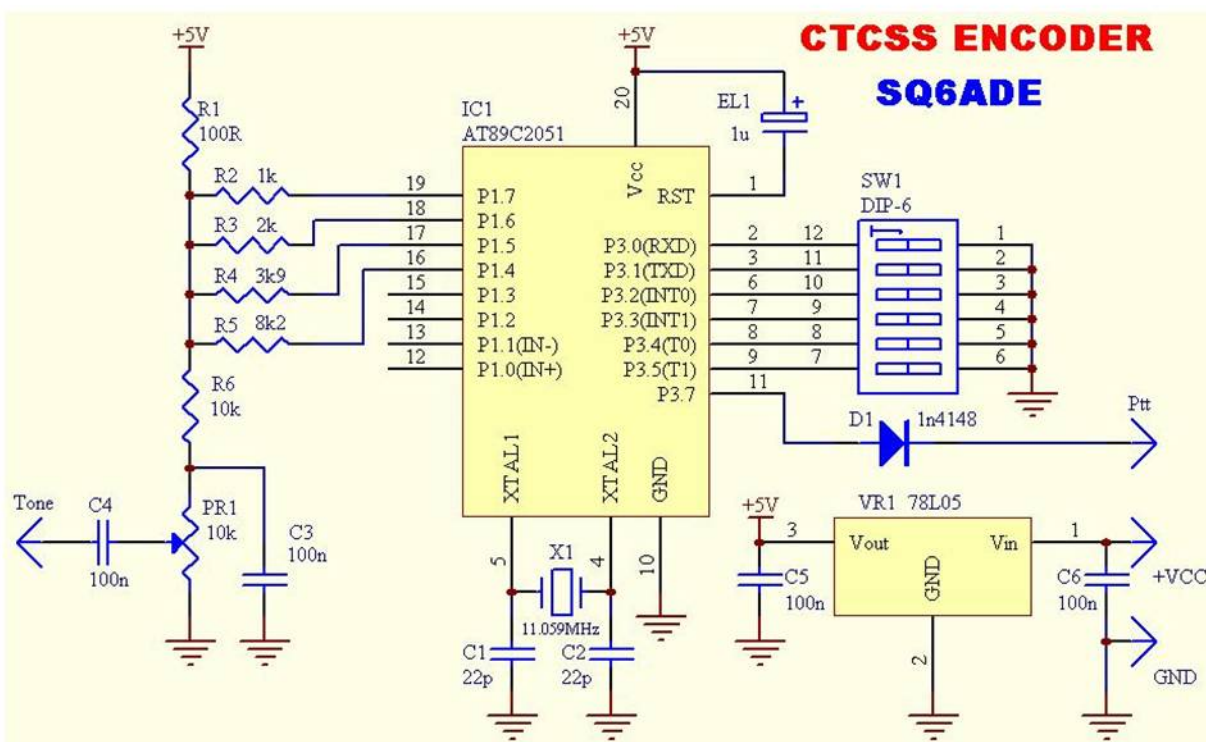 CTCSS ENCODER
SQ6ADE
+5V
R1
100R
R2 1k
R3 2k
R4 3k9
R5 8k2
R6
10k
PR1
10k
Tone
C4
100n
C3
100n
+5V
20
EL1
+
1u
IC1
AT89C2051
Vcc
RST
1
19
P1.7
18
P1.6
17
P1.5
16
P1.4
15
P1.3
14
P1.2
13
P1.1(IN-)
12
P1.0(IN+)
P3.0(RXD)
2
12
P3.1(TXD)
3
11
P3.2(INT0)
6
10
P3.3(INT1)
7
9
P3.4(T0)
8
8
P3.5(T1)
9
7
P3.7
11
SW1
DIP-6
1
2
3
4
5
6
XTAL1
XTAL2
GND
5
4
10
X1
11.059MHz
C1
22p
C2
22p
D1 1n4148
Ptt
+5V
VR1 78L05
3
Vout
Vin
1
GND
2
C5
100n
C6
100n
+VCC
GND